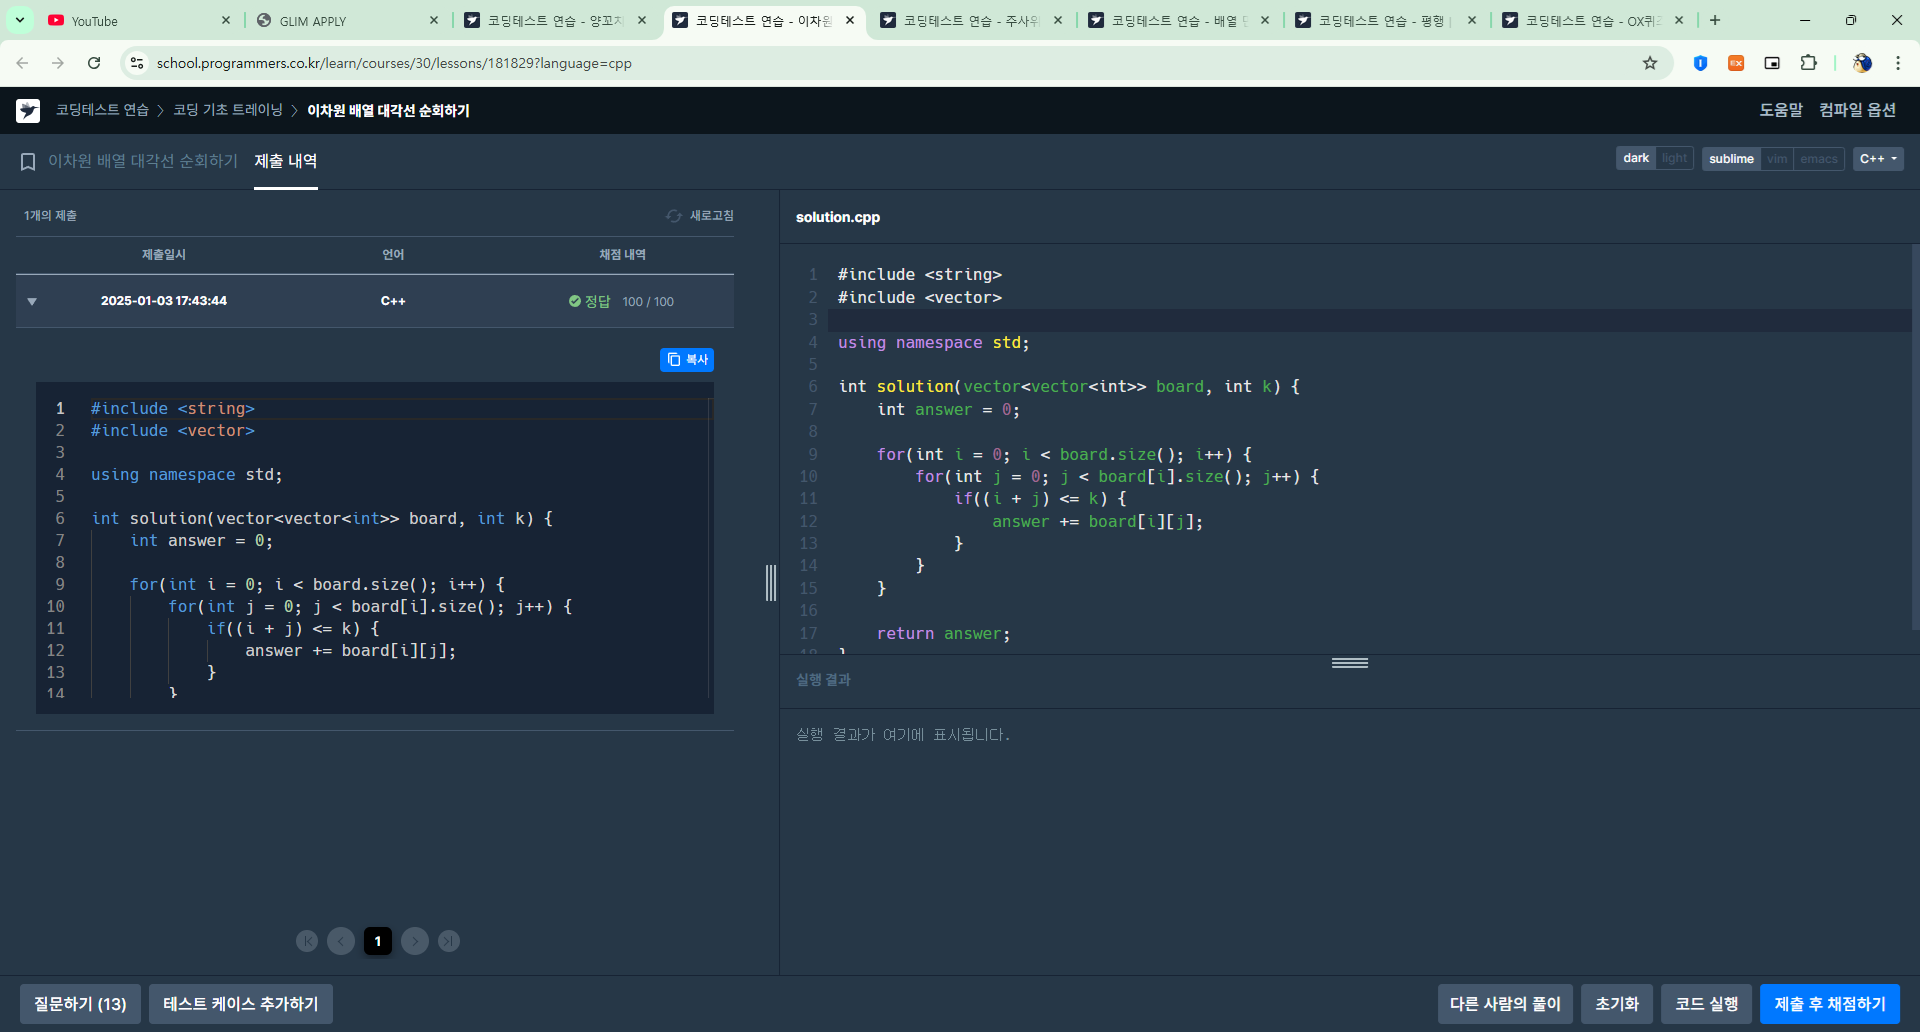 YouTube
GLIM APPLY
코딩테스트 연습 - 양꼬치
코딩테스트 연습 - 이차원
코딩테스트 연습 - 주사위
코딩테스트 연습 - 배열
코딩테스트 연습 - 평행
코딩테스트 연습 - OX퀴즈
school.programmers.co.kr/learn/courses/30/lessons/181829?language=cpp
코딩테스트 연습 > 코딩 기초 트레이닝 > 이차원 배열 대각선 순회하기
도움말 컴파일 옵션
이차원 배열 대각선 순회하기 제출 내역
dark light sublime vim emacs C++
1개의 제출 새로고침
제출일시 언어 채점 내역
2025-01-03 17:43:44 C++ 정답 100 / 100
복사
1 #include <string>
2 #include <vector>
3
4 using namespace std;
5
6 int solution(vector<vector<int>> board, int k) {
7 int answer = 0;
8
9 for(int i = 0; i < board.size(); i++) {
10 for(int j = 0; j < board[i].size(); j++) {
11 if((i + j) <= k) {
12 answer += board[i][j];
13 }
14 }
1
solution.cpp
1 #include <string>
2 #include <vector>
3
4 using namespace std;
5
6 int solution(vector<vector<int>> board, int k) {
7 int answer = 0;
8
9 for(int i = 0; i < board.size(); i++) {
10 for(int j = 0; j < board[i].size(); j++) {
11 if((i + j) <= k) {
12 answer += board[i][j];
13 }
14 }
15 }
16
17 return answer;
18 }
실행 결과
실행 결과가 여기에 표시됩니다.
질문하기 (13) 테스트 케이스 추가하기
다른 사람의 풀이 초기화 코드 실행 제출 후 채점하기